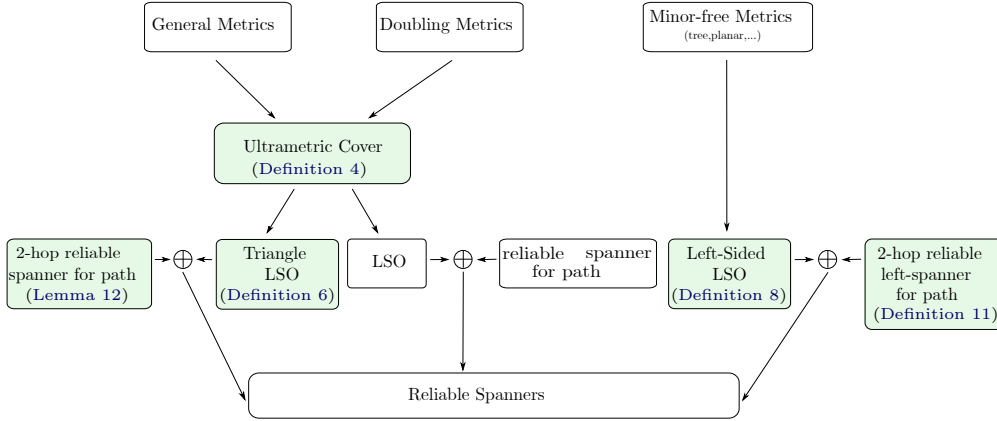 General Metrics
Doubling Metrics
Minor-free Metrics
(tree,planar,...)
Ultrametric Cover
(Definition 4)
2-hop reliable
spanner for path
(Lemma 12)
Triangle
LSO
(Definition 6)
LSO
reliable spanner
for path
Left-Sided
LSO
(Definition 8)
2-hop reliable
left-spanner
for path
(Definition 11)
Reliable Spanners